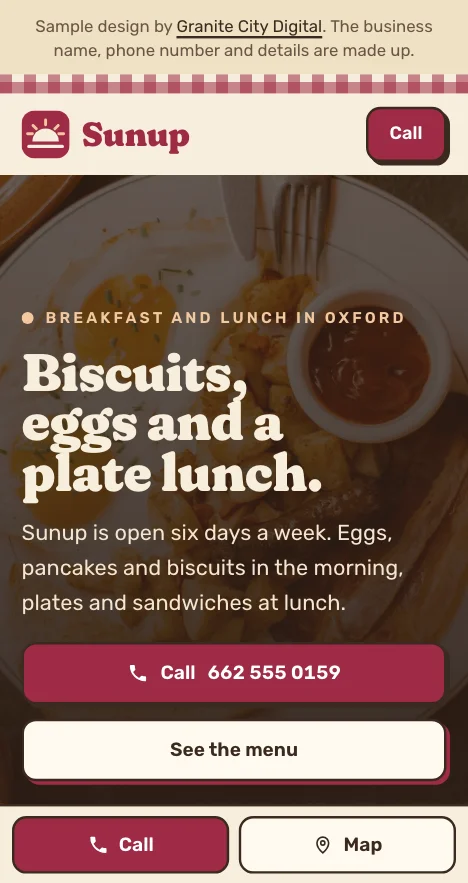 Sample design by Granite City Digital. The business
name, phone number and details are made up.
Sunup
Call
BREAKFAST AND LUNCH IN OXFORD
Biscuits,
eggs and a
plate lunch.
Sunup is open six days a week. Eggs,
pancakes and biscuits in the morning,
plates and sandwiches at lunch.
Call 662 555 0159
See the menu
Call
Map